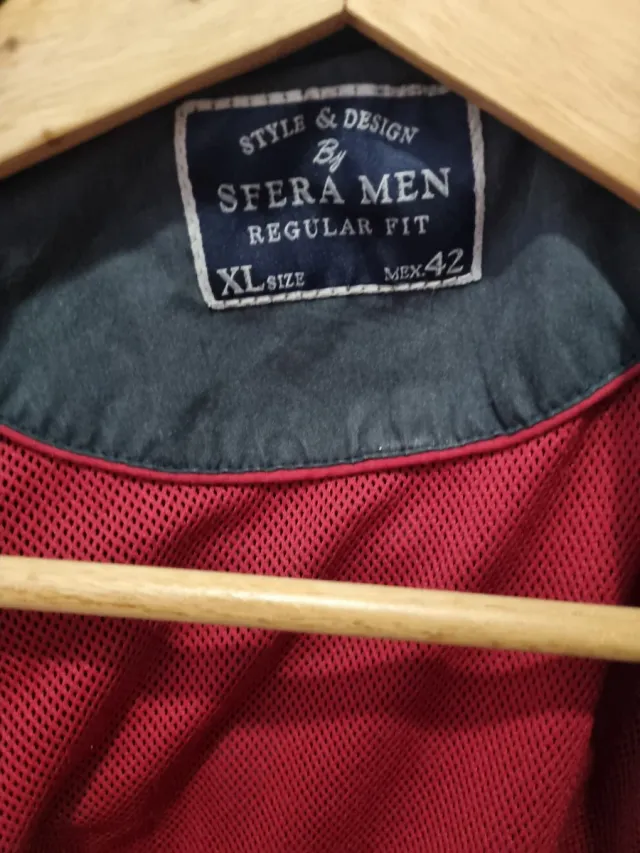 STYLE & DESIGN
By
SFERA MEN
REGULAR FIT
XL SIZE MEX.42